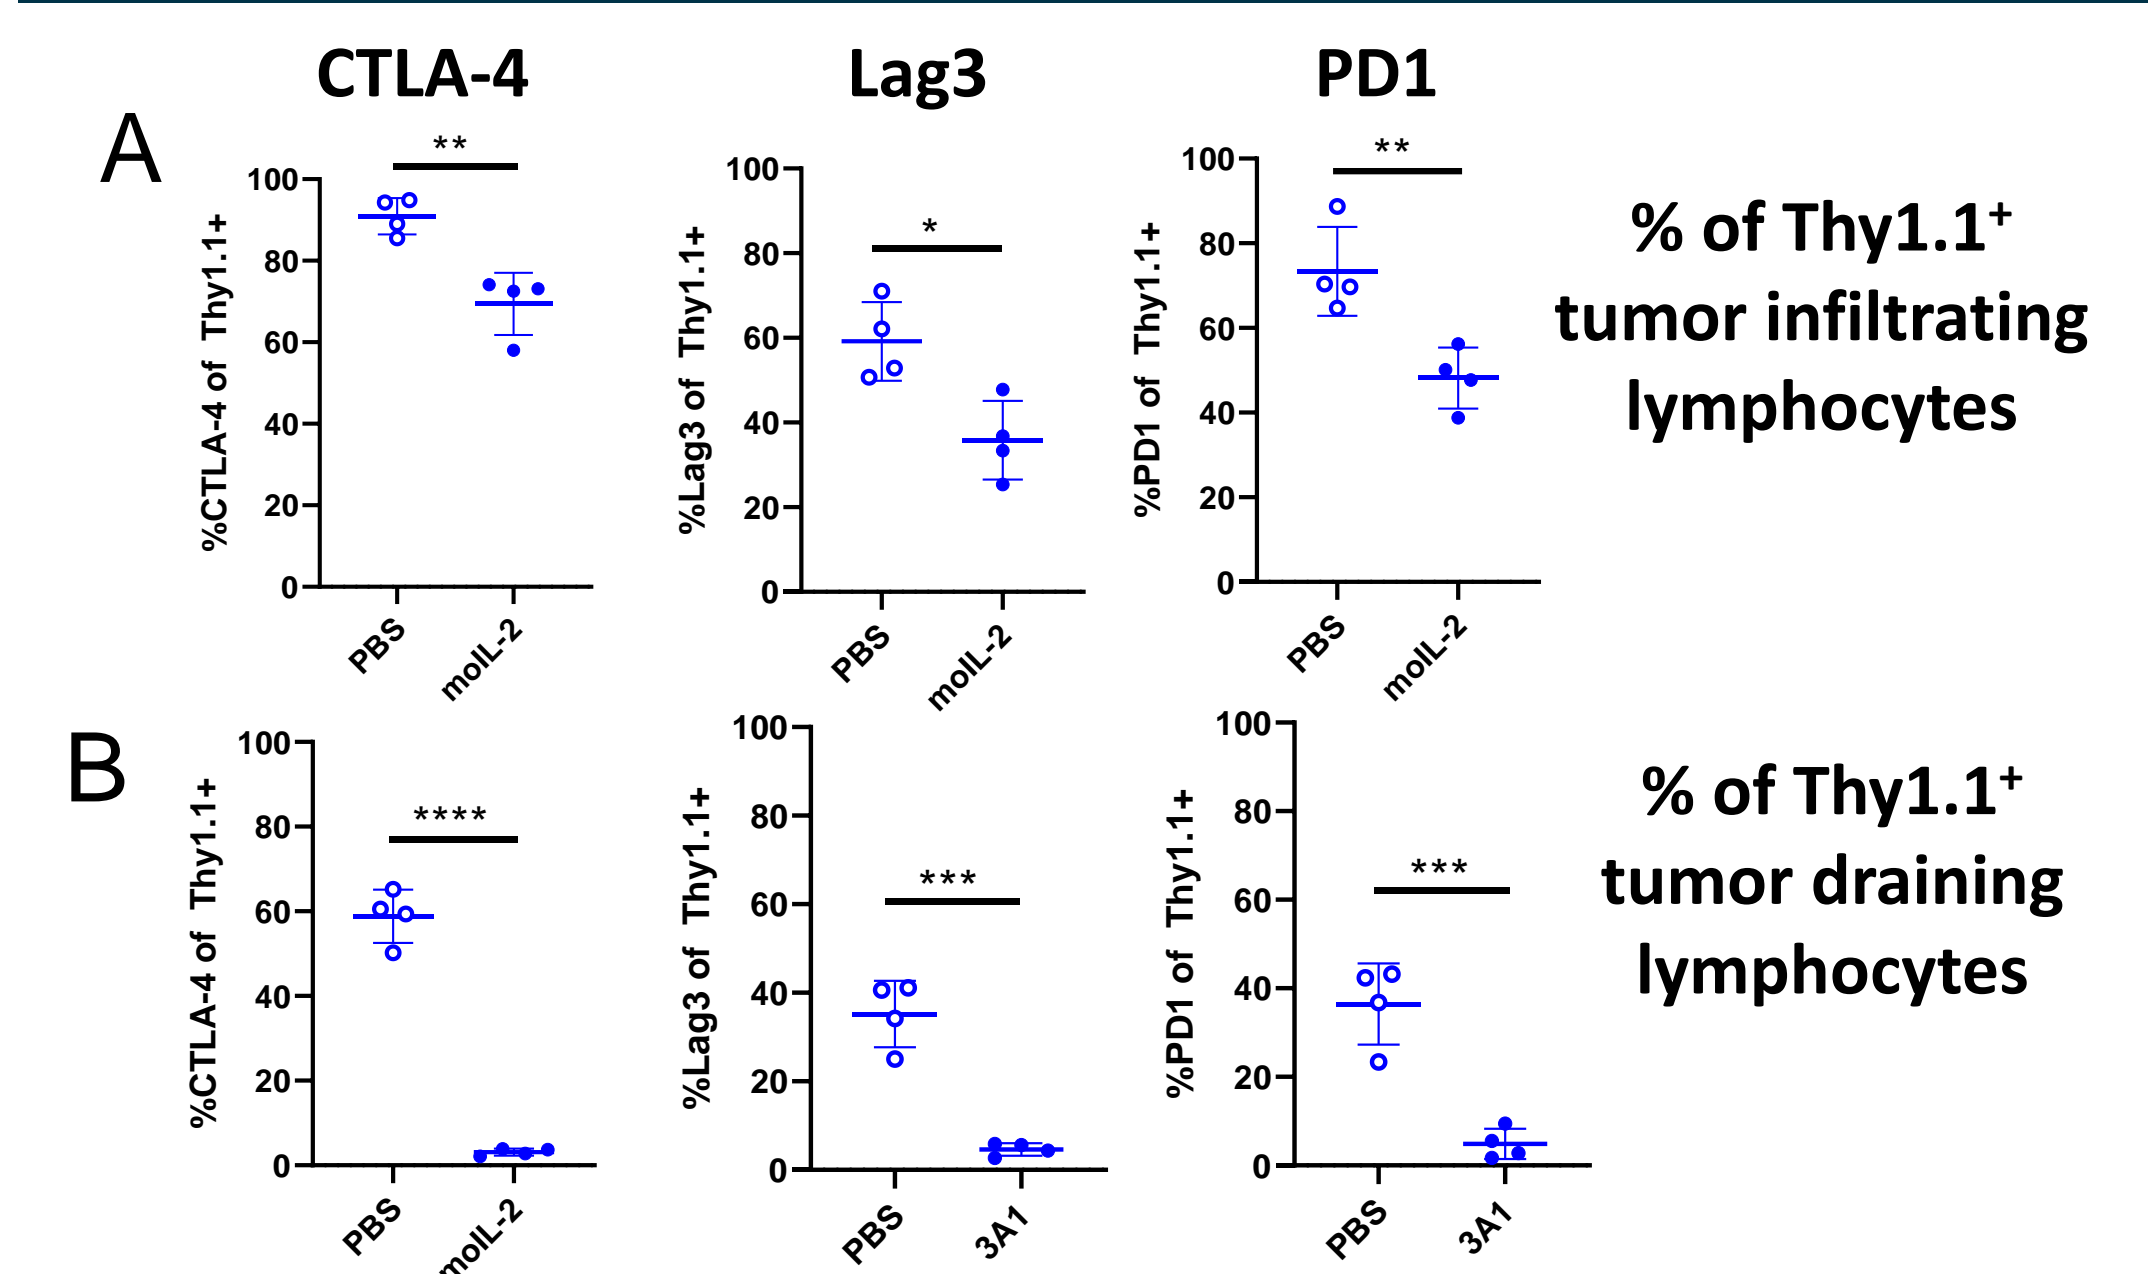 CTLA-4
Lag3
PD1
A
**
100
80
60
40
20
0
%CTLA-4 of Thy1.1+
PBS
moIL-2
*
100
80
60
40
20
0
%Lag3 of Thy1.1+
PBS
moIL-2
**
100
80
60
40
20
0
%PD1 of Thy1.1+
PBS
moIL-2
% of Thy1.1⁺
tumor infiltrating
lymphocytes
B
****
100
80
60
40
20
0
%CTLA-4 of Thy1.1+
PBS
moIL-2
***
100
80
60
40
20
0
%Lag3 of Thy1.1+
PBS
3A1
***
100
80
60
40
20
0
%PD1 of Thy1.1+
PBS
3A1
% of Thy1.1⁺
tumor draining
lymphocytes